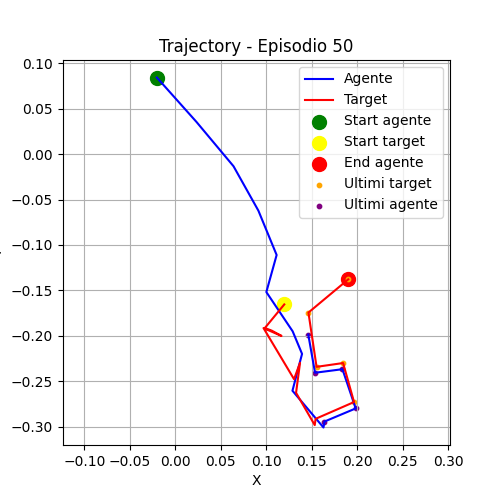 Trajectory - Episodio 50
0.10
0.05
0.00
−0.05
−0.10
−0.15
−0.20
−0.25
−0.30
Agente
Target
Start agente
Start target
End agente
Ultimi target
Ultimi agente
−0.10 −0.05 0.00 0.05 0.10 0.15 0.20 0.25 0.30
X